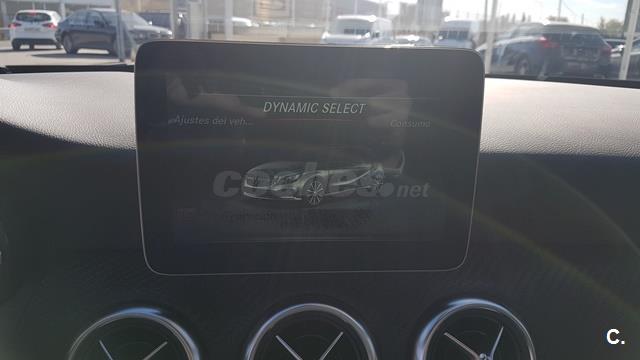 DYNAMIC SELECT
Ajustes del veh...
Consumo
coches.net
C.